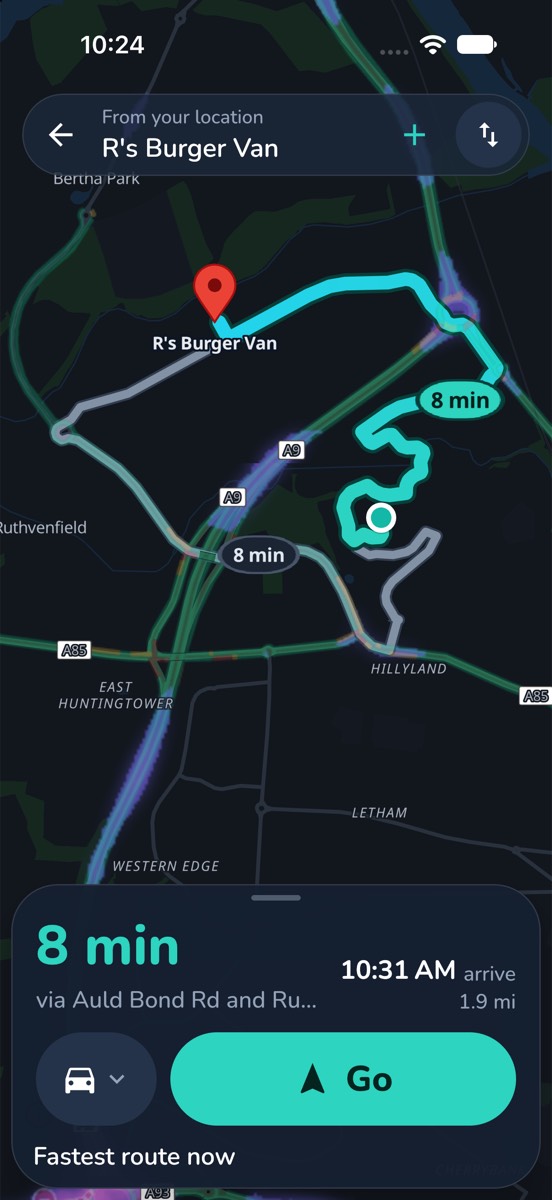 10:24
From your location
R's Burger Van
Bertha Park
R's Burger Van
8 min
A9
A9
Ruthvenfield
8 min
A85
HILLYLAND
EAST
HUNTINGTOWER
A85
LETHAM
WESTERN EDGE
8 min
10:31 AM arrive
via Auld Bond Rd and Ru...
1.9 mi
Go
Fastest route now
CHERRYBANK
A93